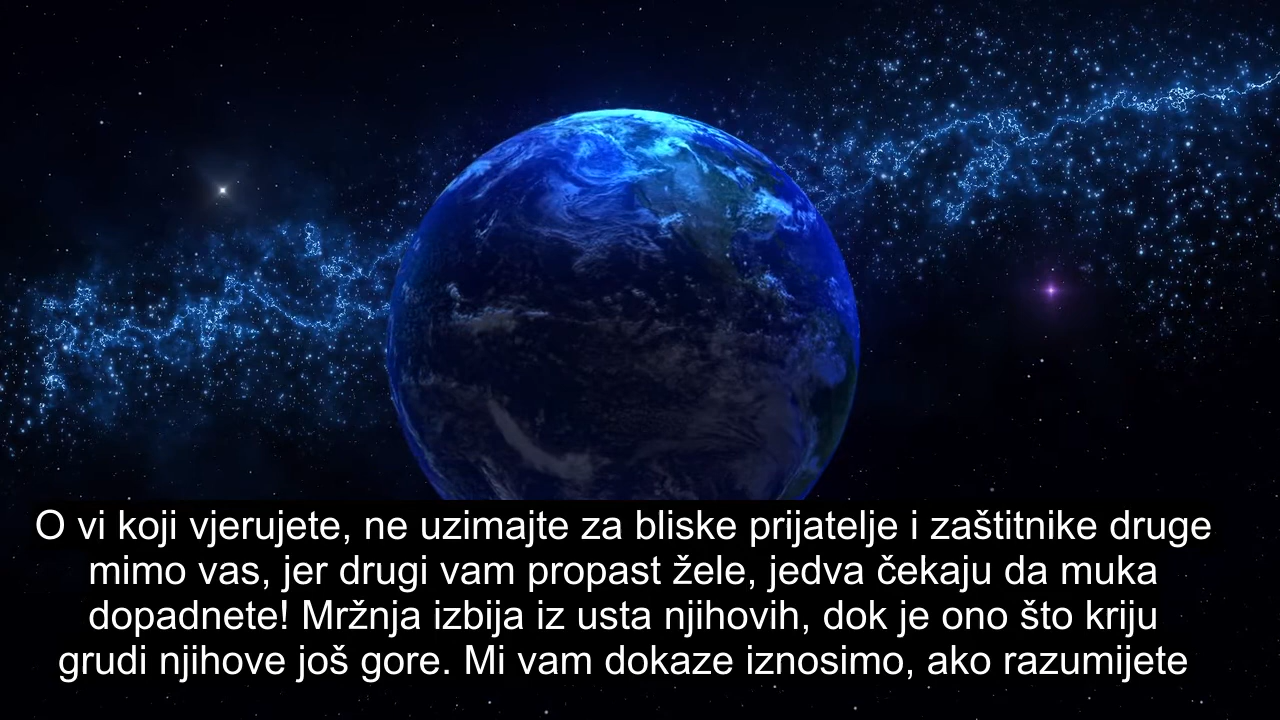 O vi koji vjerujete, ne uzimajte za bliske prijatelje i zaštitnike druge
mimo vas, jer drugi vam propast žele, jedva čekaju da muka
dopadnete! Mržnja izbija iz usta njihovih, dok je ono što kriju
grudi njihove još gore. Mi vam dokaze iznosimo, ako razumijete